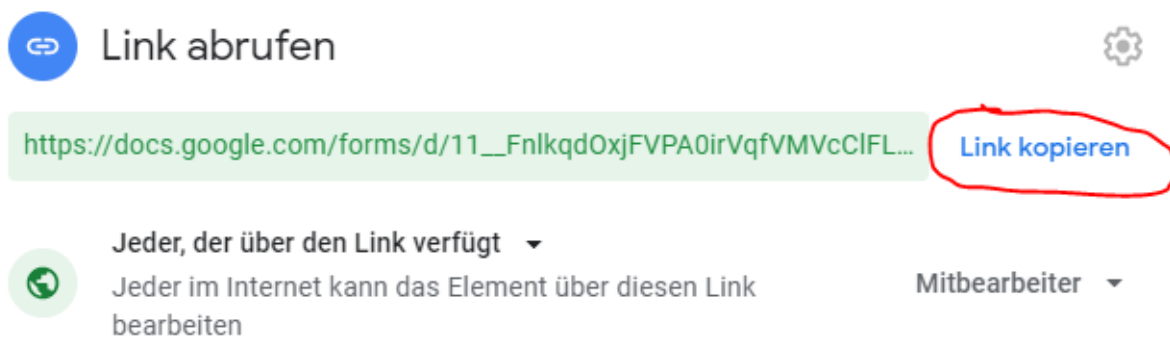 Link abrufen
https://docs.google.com/forms/d/11__FnlkqdOxjFVPA0irVqfVMVcClFL...
Link kopieren
Jeder, der über den Link verfügt
Jeder im Internet kann das Element über diesen Link
bearbeiten
Mitbearbeiter